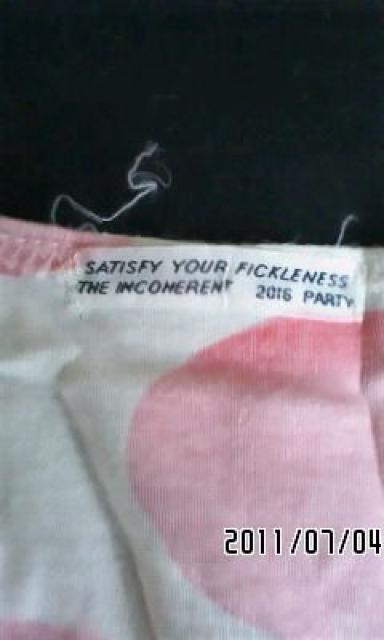 SATISFY YOUR FICKLENESS
THE INCOHERENT 2016 PARTY
2011/07/04